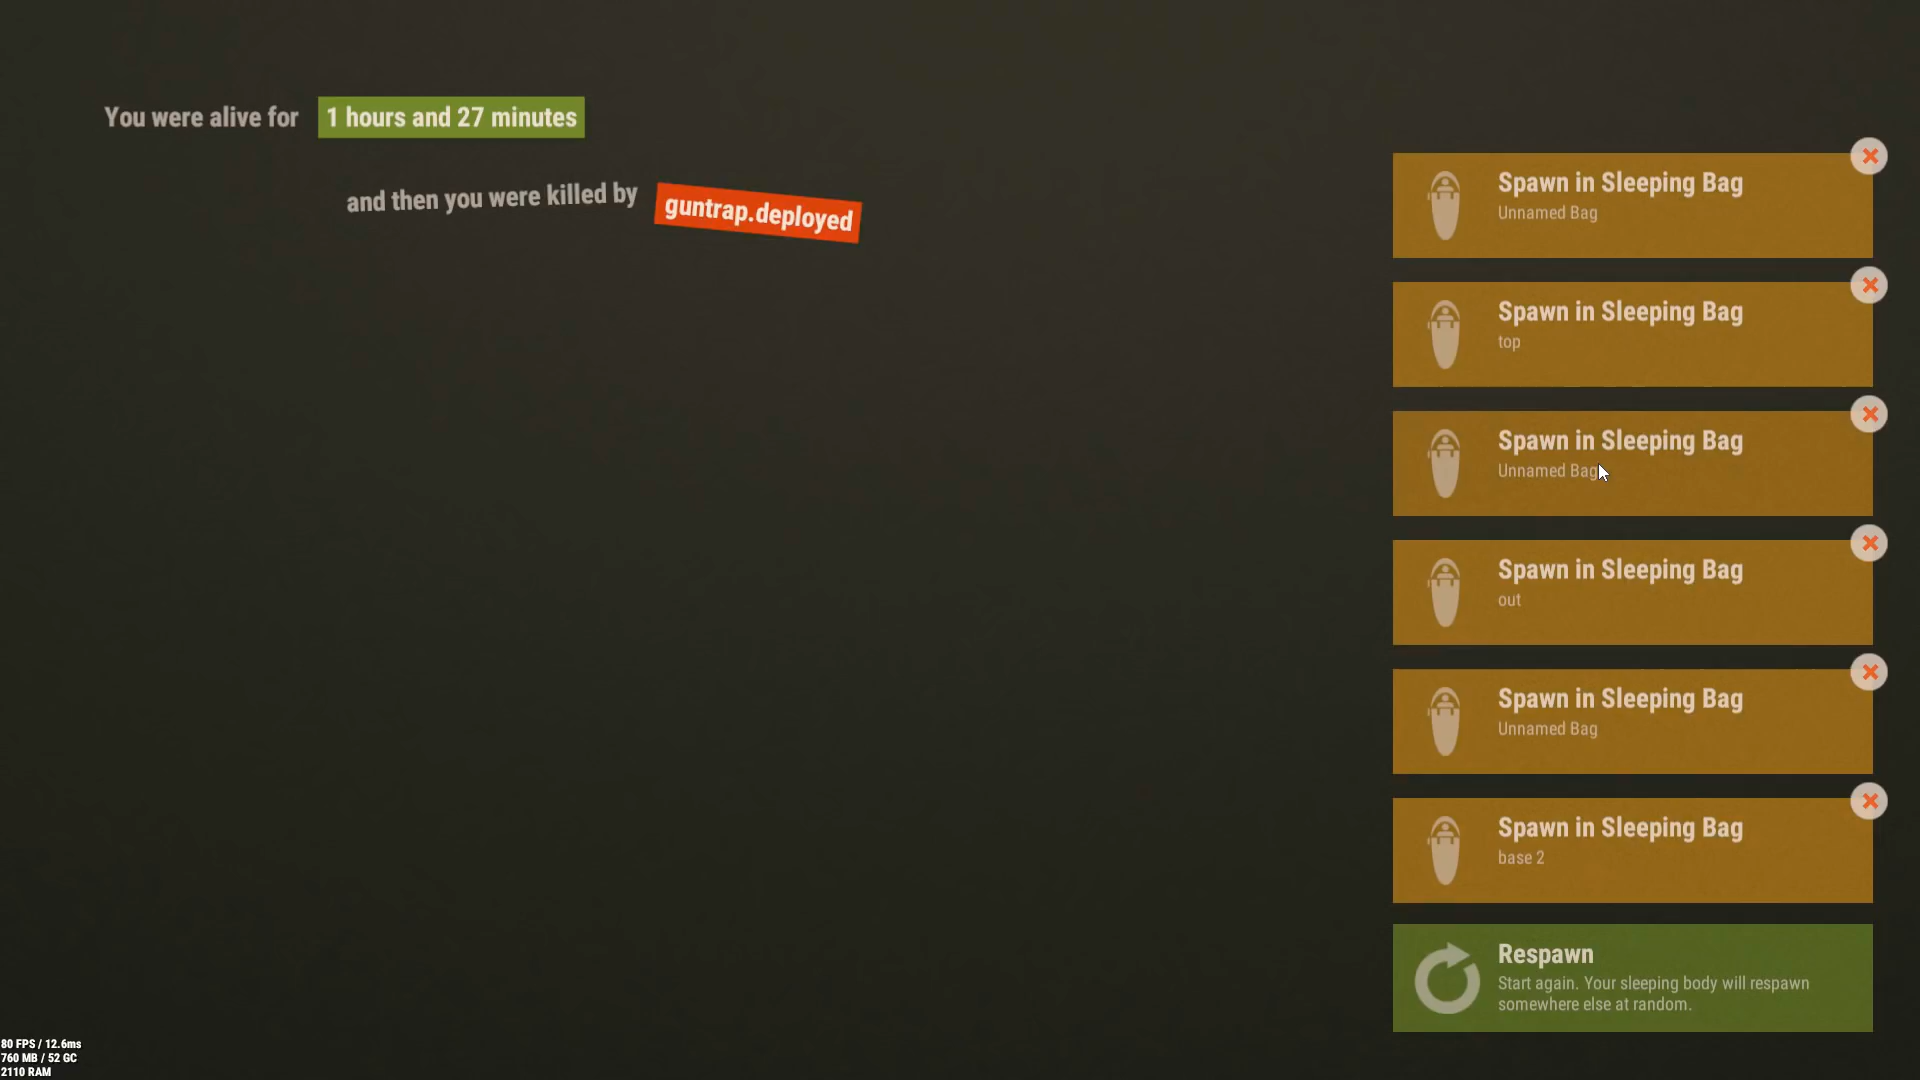 You were alive for 1 hours and 27 minutes
and then you were killed by guntrap.deployed
Spawn in Sleeping Bag
Unnamed Bag
Spawn in Sleeping Bag
top
Spawn in Sleeping Bag
Unnamed Bag
Spawn in Sleeping Bag
out
Spawn in Sleeping Bag
Unnamed Bag
Spawn in Sleeping Bag
base 2
Respawn
Start again. Your sleeping body will respawn
somewhere else at random.
80 FPS / 12.6ms
760 MB / 52 GC
2110 RAM